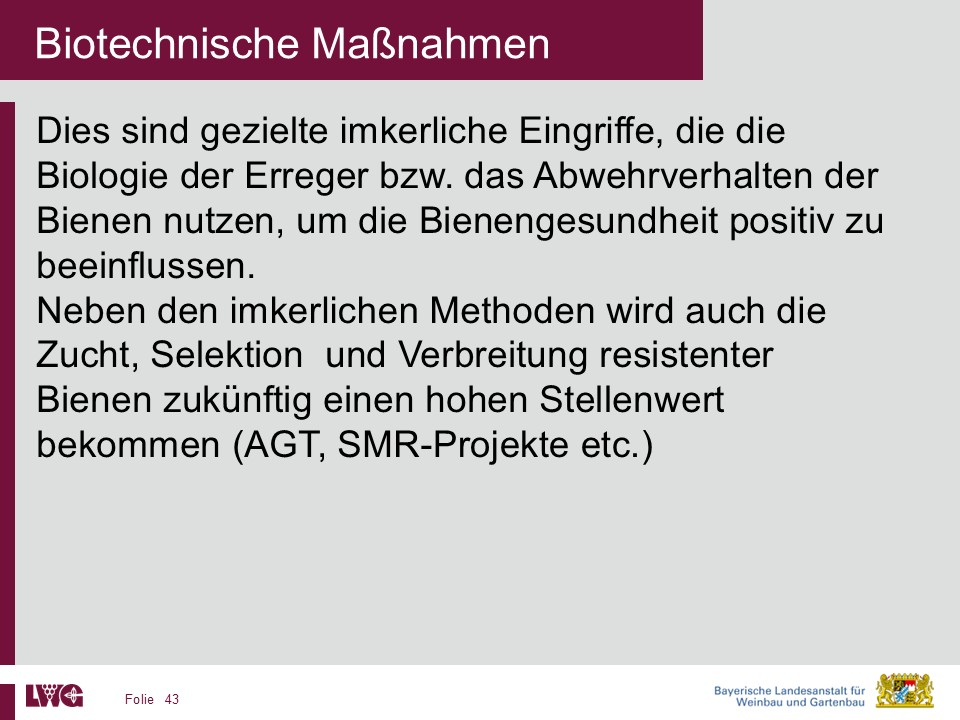 Biotechnische Maßnahmen
Dies sind gezielte imkerliche Eingriffe, die die
Biologie der Erreger bzw. das Abwehrverhalten der
Bienen nutzen, um die Bienengesundheit positiv zu
beeinflussen.
Neben den imkerlichen Methoden wird auch die
Zucht, Selektion  und Verbreitung resistenter
Bienen zukünftig einen hohen Stellenwert
bekommen (AGT, SMR-Projekte etc.)
LWG
Folie 43
Bayerische Landesanstalt für
Weinbau und Gartenbau